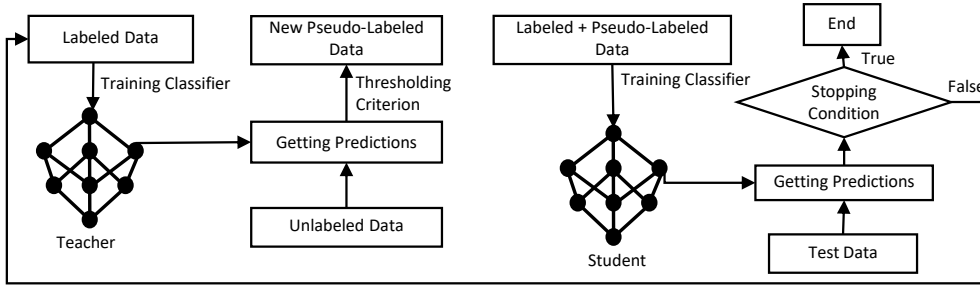 Labeled Data
Training Classifier
Teacher
New Pseudo-Labeled
Data
Thresholding
Criterion
Getting Predictions
Unlabeled Data
Labeled + Pseudo-Labeled
Data
Training Classifier
Student
End
True
Stopping
Condition
False
Getting Predictions
Test Data